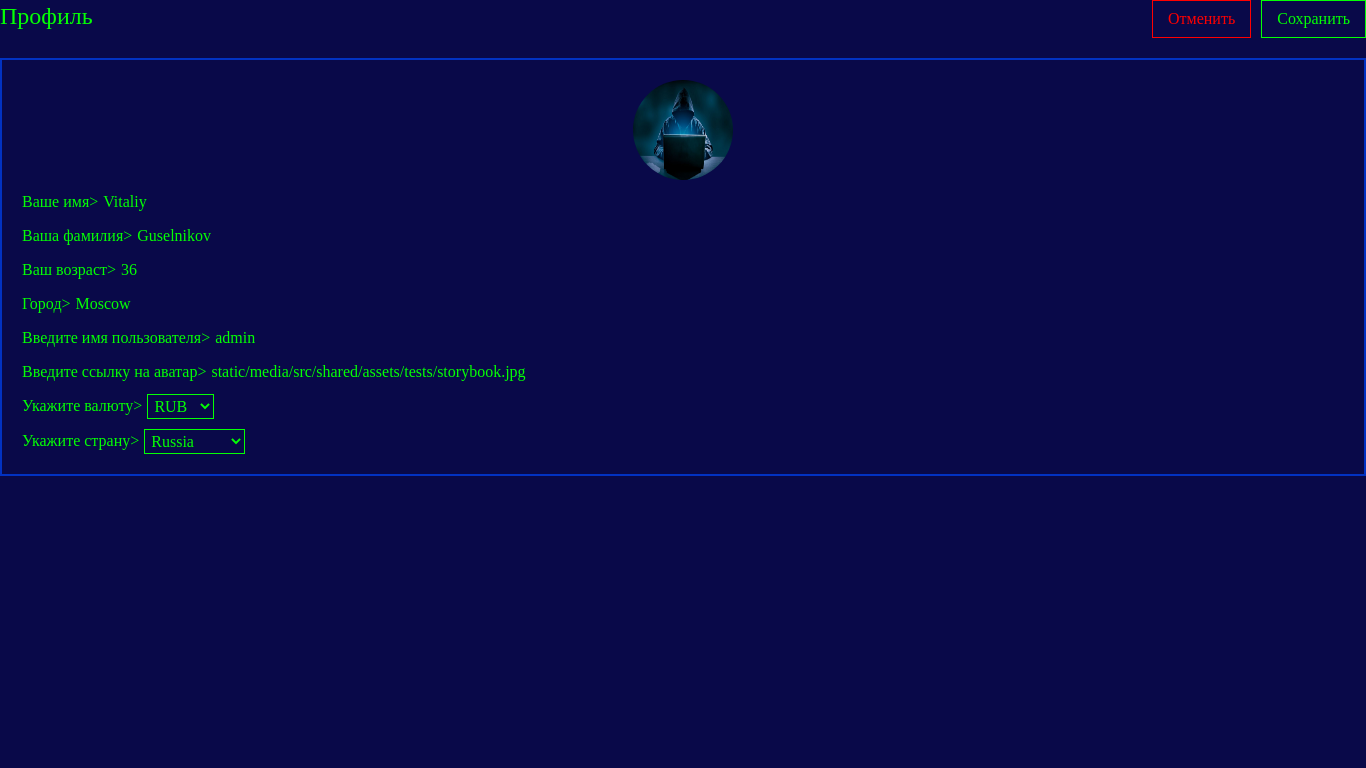 Профиль
Отменить
Сохранить
Ваше имя> Vitaliy
Ваша фамилия> Guselnikov
Ваш возраст> 36
Город> Moscow
Введите имя пользователя> admin
Введите ссылку на аватар> static/media/src/shared/assets/tests/storybook.jpg
Укажите валюту> RUB
Укажите страну> Russia